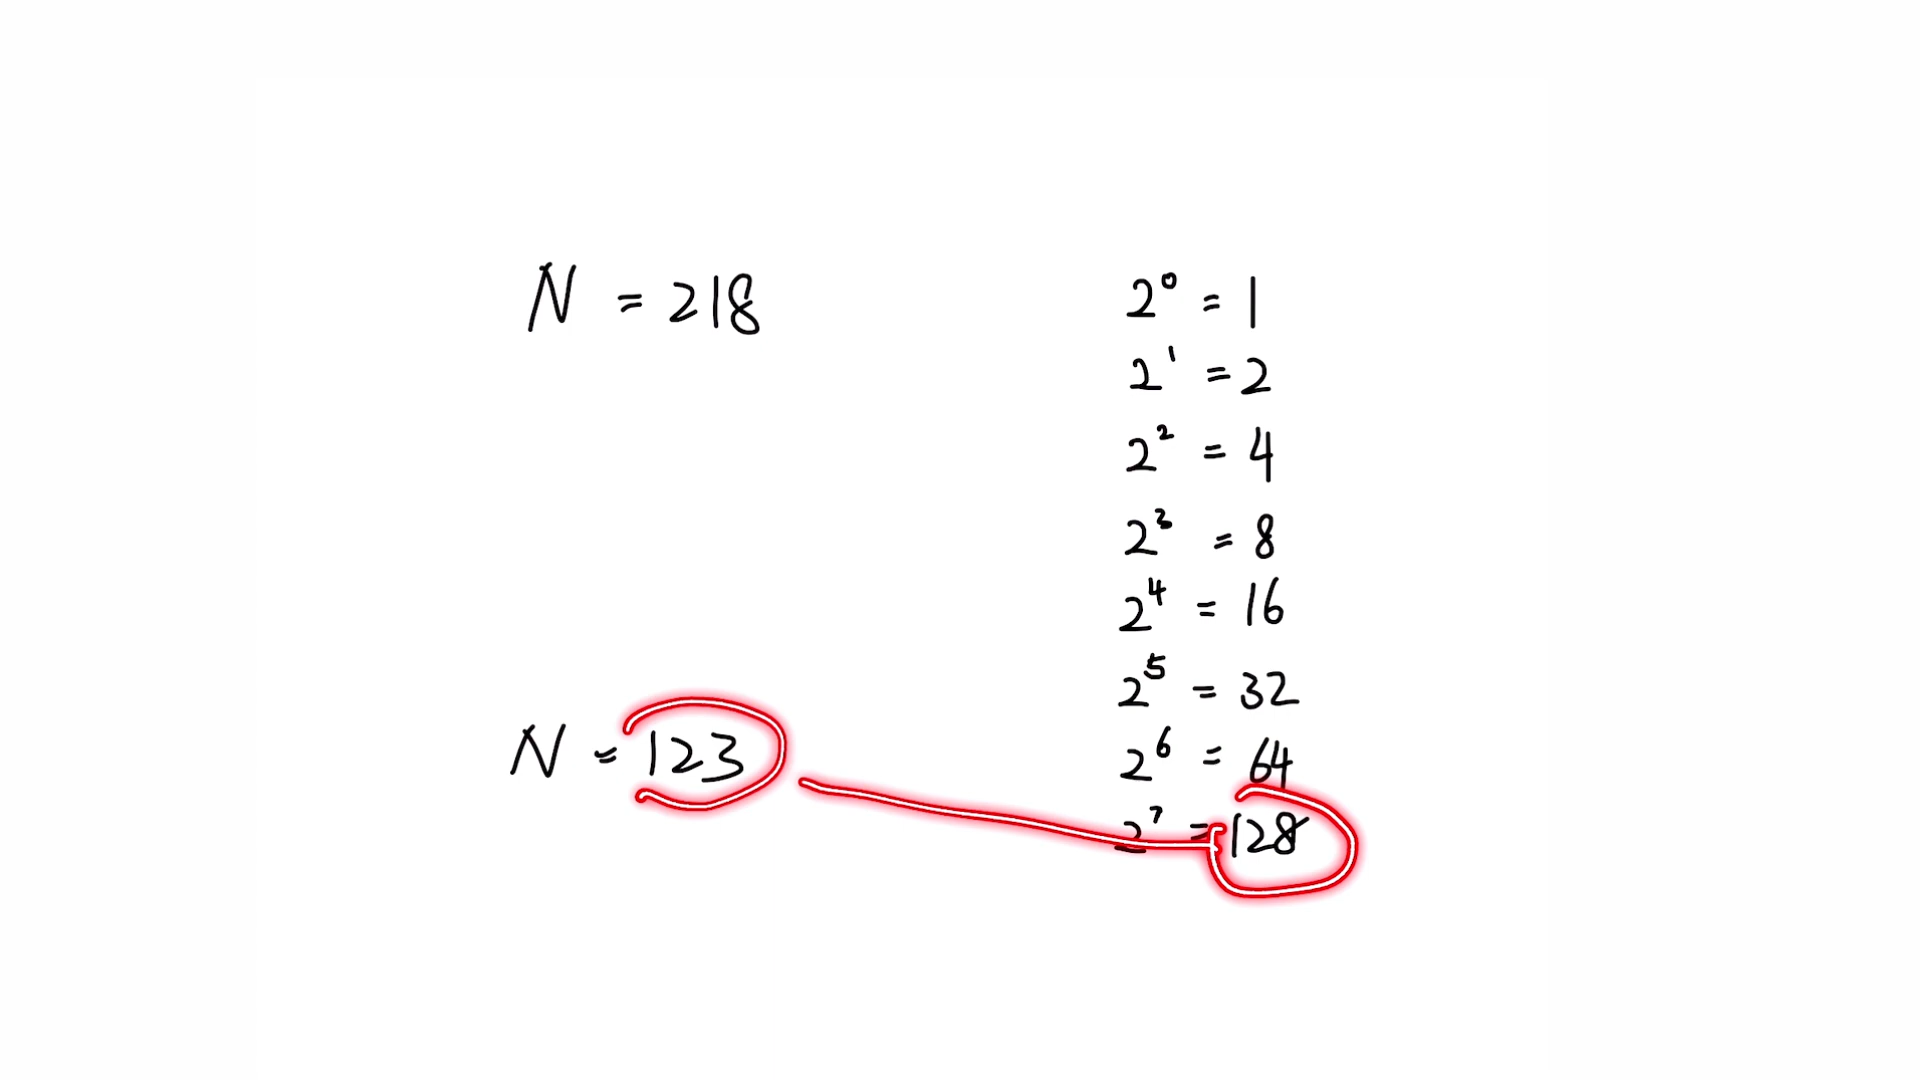 N = 218
N = 123
2⁰ = 1
2¹ = 2
2² = 4
2³ = 8
2⁴ = 16
2⁵ = 32
2⁶ = 64
2⁷ = 128